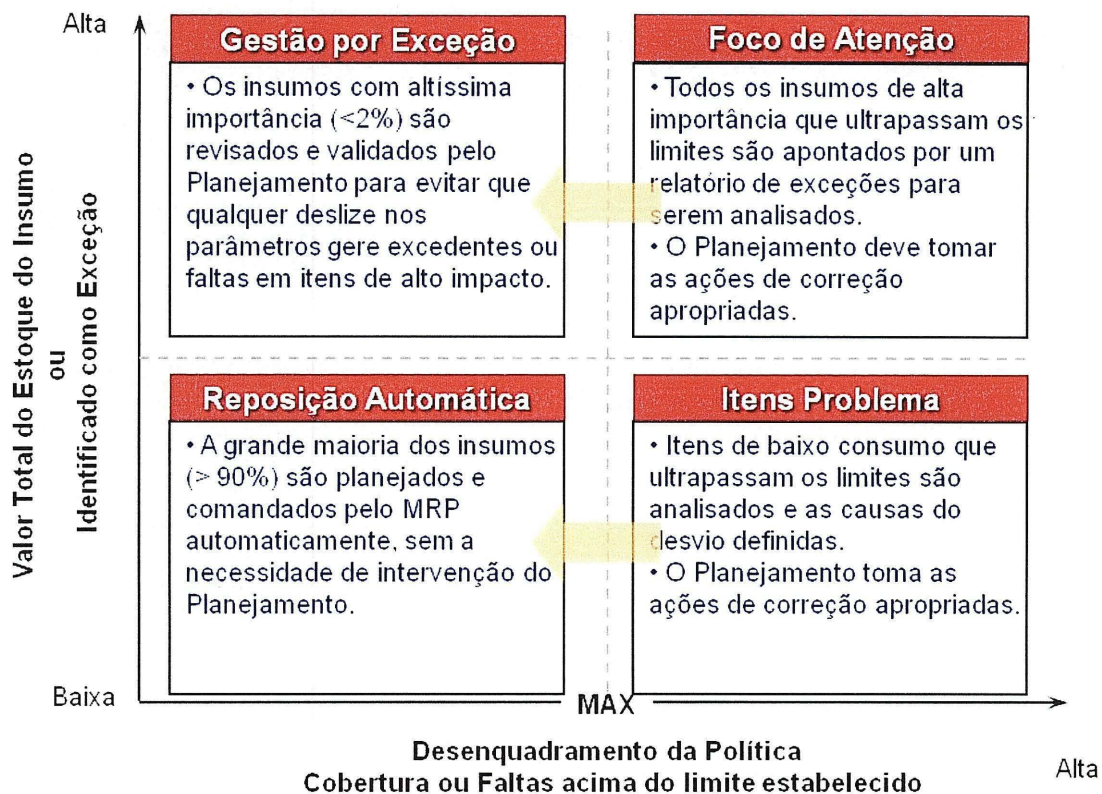 Alta
Valor Total do Estoque do Insumo
ou
Identificado como Exceção
Gestão por Exceção
• Os insumos com altíssima
importância (<2%) são
revisados e validados pelo
Planejamento para evitar que
qualquer deslize nos
parâmetros gere excedentes ou
faltas em itens de alto impacto.
Foco de Atenção
• Todos os insumos de alta
importância que ultrapassam os
limites são apontados por um
relatório de exceções para
serem analisados.
• O Planejamento deve tomar
as ações de correção
apropriadas.
Reposição Automática
• A grande maioria dos insumos
(> 90%) são planejados e
comandados pelo MRP
automaticamente, sem a
necessidade de intervenção do
Planejamento.
Itens Problema
• Itens de baixo consumo que
ultrapassam os limites são
analisados e as causas do
desvio definidas.
• O Planejamento toma as
ações de correção apropriadas.
Baixa
MAX
Desenquadramento da Política
Cobertura ou Faltas acima do limite estabelecido
Alta